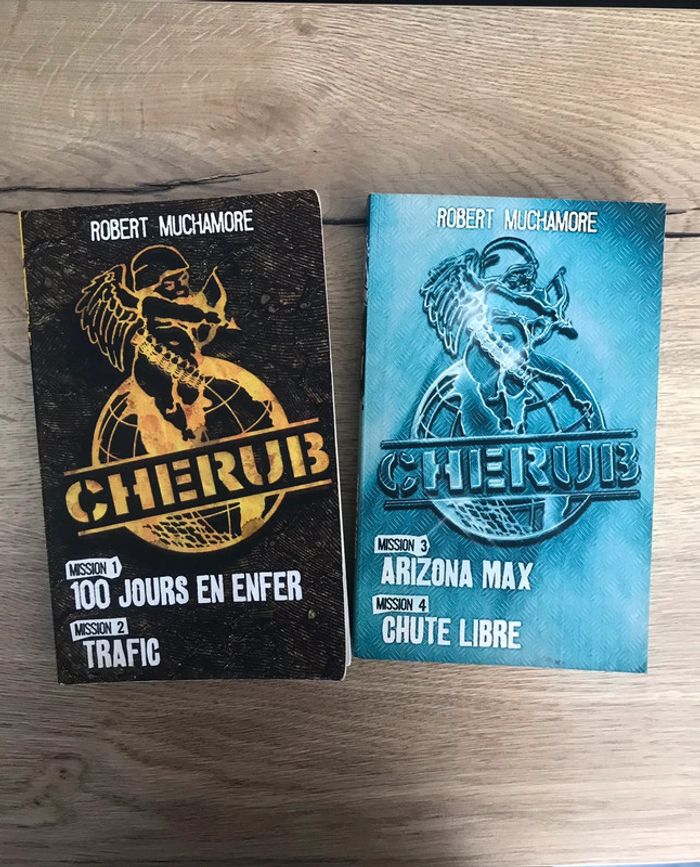 ROBERT MUCHAMORE
CHERUB
MISSION 1
100 JOURS EN ENFER
MISSION 2
TRAFIC
ROBERT MUCHAMORE
CHERUB
MISSION 3
ARIZONA MAX
MISSION 4
CHUTE LIBRE